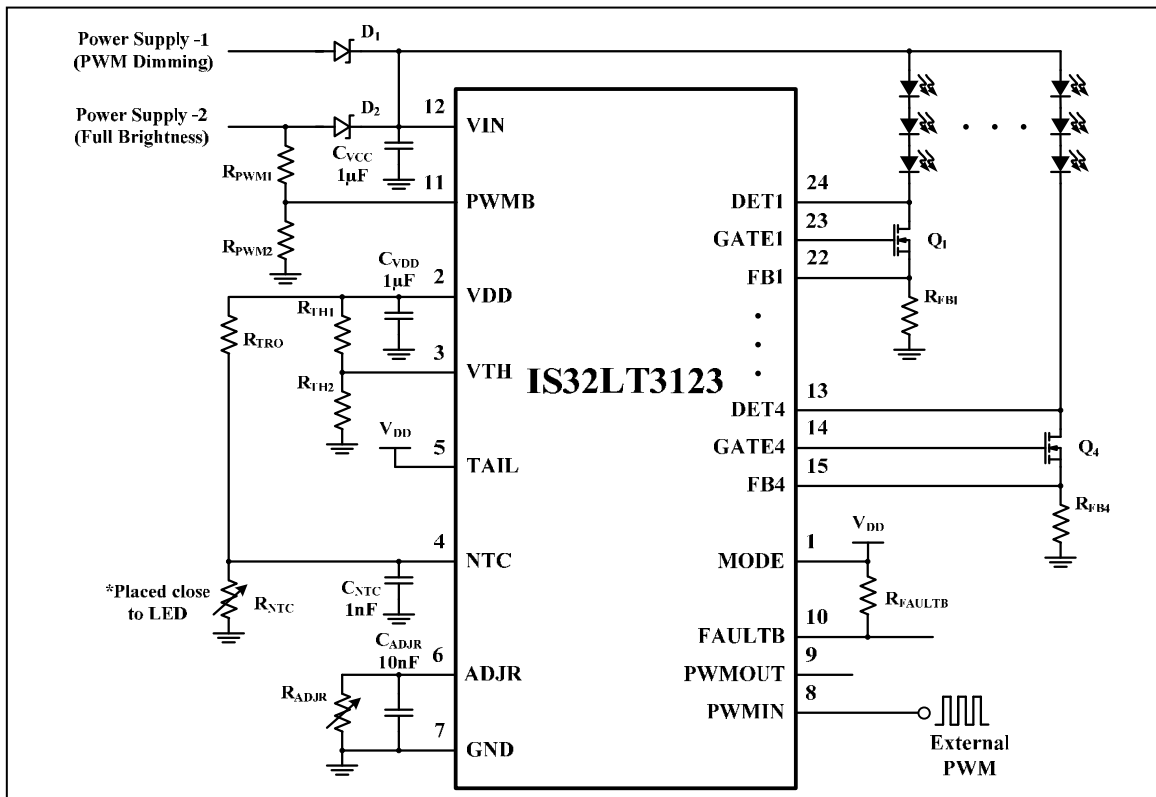 Power Supply -1
(PWM Dimming)
D1
Power Supply -2
(Full Brightness)
D2
12
VIN
CVCC
1µF
RPWM1
11
PWMB
RPWM2
CVDD
1µF
2
VDD
RTH1
RTRO
3
VTH
RTH2
VDD
5
TAIL
4
NTC
*Placed close
to LED
RNTC
CNTC
1nF
CADJR
10nF
6
ADJR
RADJR
7
GND
IS32LT3123
24
DET1
23
GATE1
Q1
22
FB1
RFB1
13
DET4
14
GATE4
Q4
15
FB4
RFB4
VDD
1
MODE
RFAULTB
10
FAULTB
9
PWMOUT
8
PWMIN
External
PWM